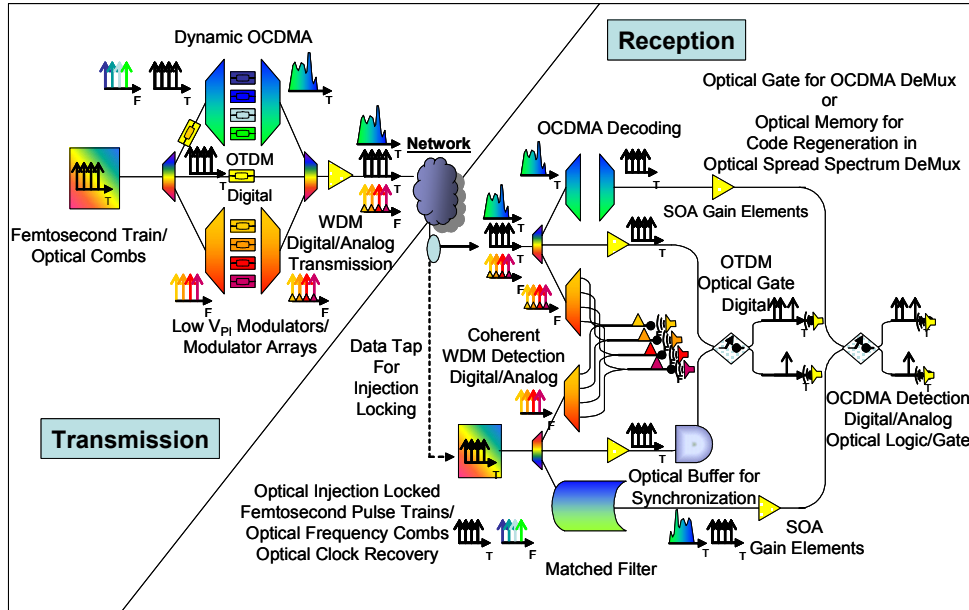 Dynamic OCDMA
F
T
T
OTDM
T
Digital
T
Femtosecond Train/
Optical Combs
F
F
Low V_PI Modulators/
Modulator Arrays
T
T
F
WDM
Digital/Analog
Transmission
Network
Transmission
Reception
Data Tap
For
Injection
Locking
T
T
F
OCDMA Decoding
T
T
T
F
Optical Gate for OCDMA DeMux
or
Optical Memory for
Code Regeneration in
Optical Spread Spectrum DeMux
SOA Gain Elements
OTDM
Optical Gate
Digital
Coherent
WDM Detection
Digital/Analog
F
F
T
T
T
T
T
T
OCDMA Detection
Digital/Analog
Optical Logic/Gate
Optical Buffer for
Synchronization
Optical Injection Locked
Femtosecond Pulse Trains/
Optical Frequency Combs
Optical Clock Recovery
T
F
Matched Filter
T
T
SOA
Gain Elements